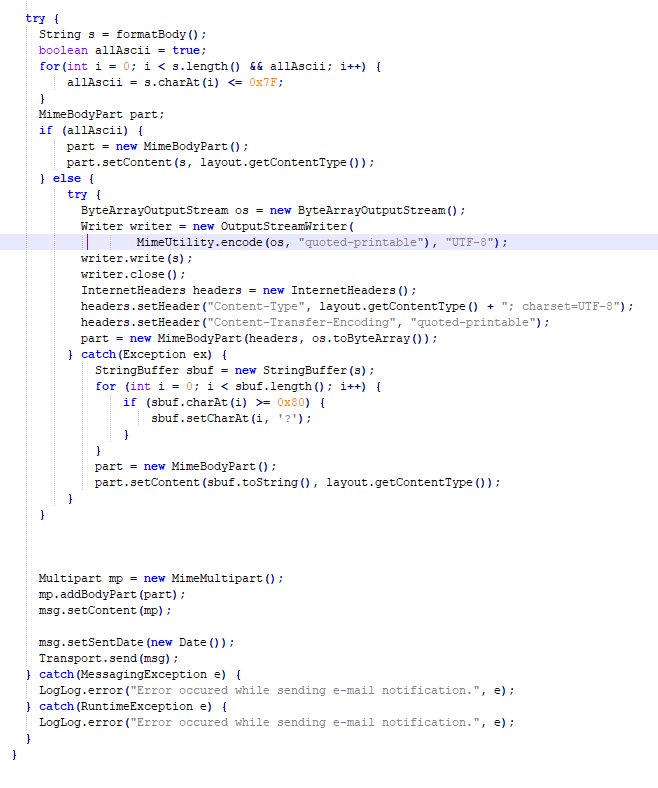 try {
String s = formatBody();
boolean allAscii = true;
for(int i = 0; i < s.length() && allAscii; i++) {
allAscii = s.charAt(i) <= 0x7F;
}
MimeBodyPart part;
if (allAscii) {
part = new MimeBodyPart();
part.setContent(s, layout.getContentType());
} else {
try {
ByteArrayOutputStream os = new ByteArrayOutputStream();
Writer writer = new OutputStreamWriter(
MimeUtility.encode(os, "quoted-printable"), "UTF-8");
writer.write(s);
writer.close();
InternetHeaders headers = new InternetHeaders();
headers.setHeader("Content-Type", layout.getContentType() + "; charset=UTF-8");
headers.setHeader("Content-Transfer-Encoding", "quoted-printable");
part = new MimeBodyPart(headers, os.toByteArray());
} catch(Exception ex) {
StringBuffer sbuf = new StringBuffer(s);
for (int i = 0; i < sbuf.length(); i++) {
if (sbuf.charAt(i) >= 0x80) {
sbuf.setCharAt(i, '?');
}
}
part = new MimeBodyPart();
part.setContent(sbuf.toString(), layout.getContentType());
}
}
Multipart mp = new MimeMultipart();
mp.addBodyPart(part);
msg.setContent(mp);
msg.setSentDate(new Date());
Transport.send(msg);
} catch(MessagingException e) {
LogLog.error("Error occured while sending e-mail notification.", e);
} catch(RuntimeException e) {
LogLog.error("Error occured while sending e-mail notification.", e);
}
}